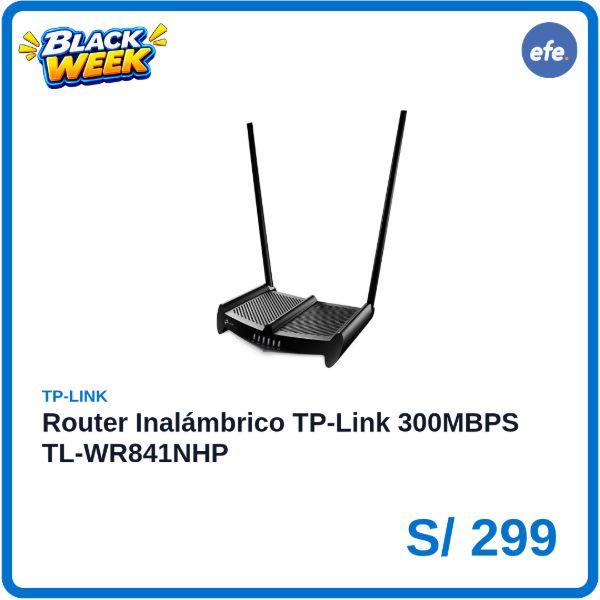 BLACK
WEEK
efe.
TP-LINK
Router Inalámbrico TP-Link 300MBPS
TL-WR841NHP
S/ 299